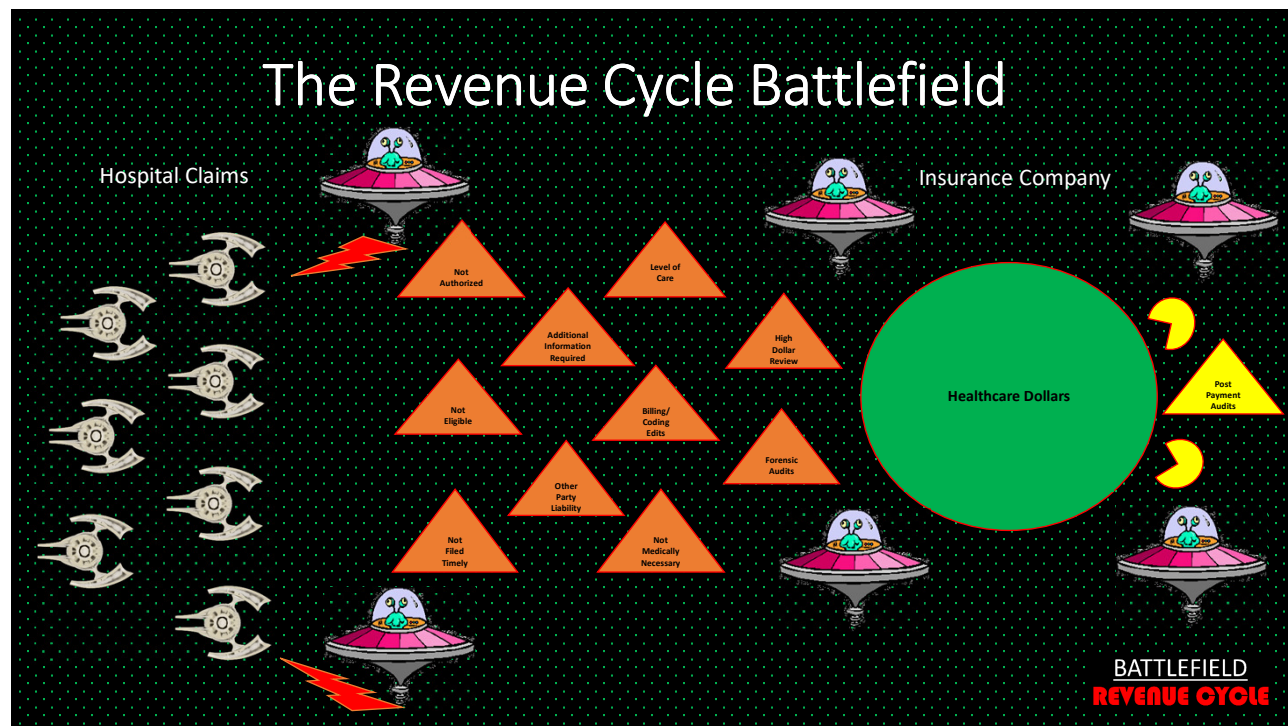 The Revenue Cycle Battlefield
Hospital Claims
Insurance Company
Not
Authorized
Level of
Care
Additional
Information
Required
High
Dollar
Review
Not
Eligible
Billing/
Coding
Edits
Forensic
Audits
Other
Party
Liability
Not
Filed
Timely
Not
Medically
Necessary
Healthcare Dollars
Post
Payment
Audits
BATTLEFIELD
REVENUE CYCLE